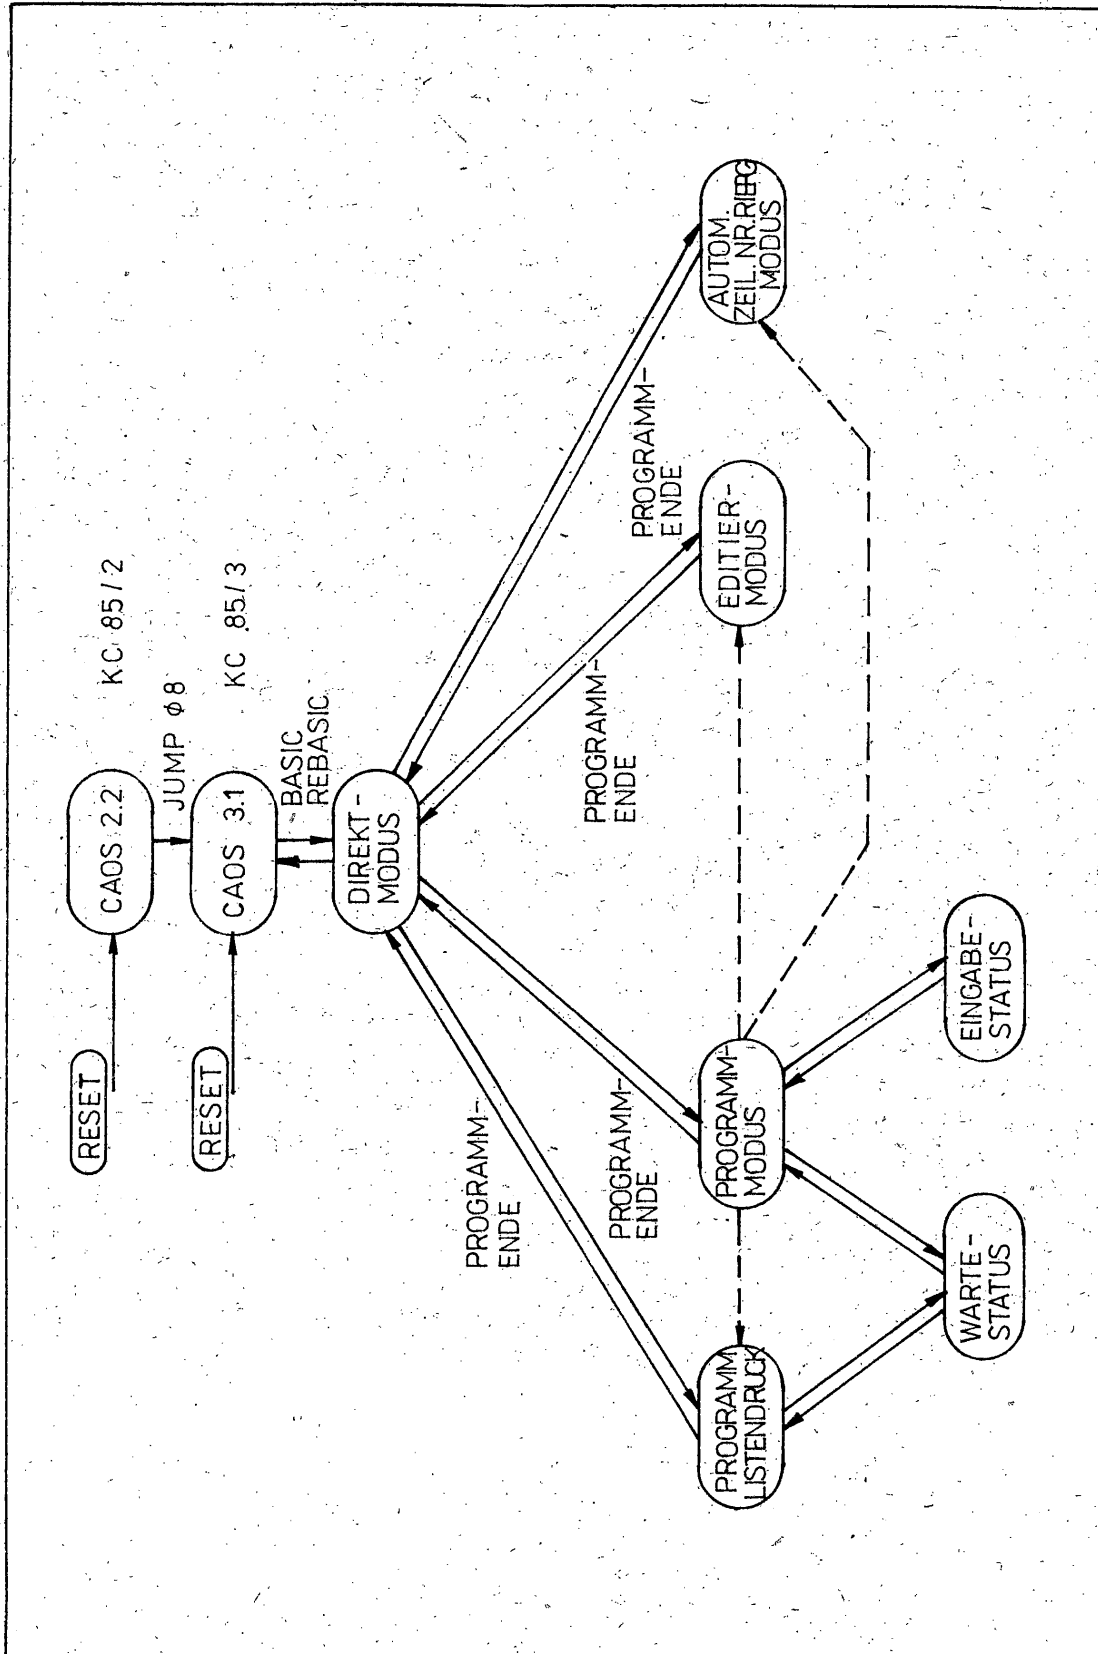 RESET
CAOS 2.2
KC 85/2
JUMP φ8
RESET
CAOS 3.1
KC 85/3
BASIC
REBASIC
DIREKT-
MODUS
PROGRAMM-
ENDE
PROGRAMM-
ENDE
PROGRAMM-
ENDE
PROGRAMM-
ENDE
PROGRAMM
LISTENDRUCK
PROGRAMM-
MODUS
EDITIER-
MODUS
AUTOM.
ZEIL.NR.RIERG
MODUS
WARTE-
STATUS
EINGABE-
STATUS